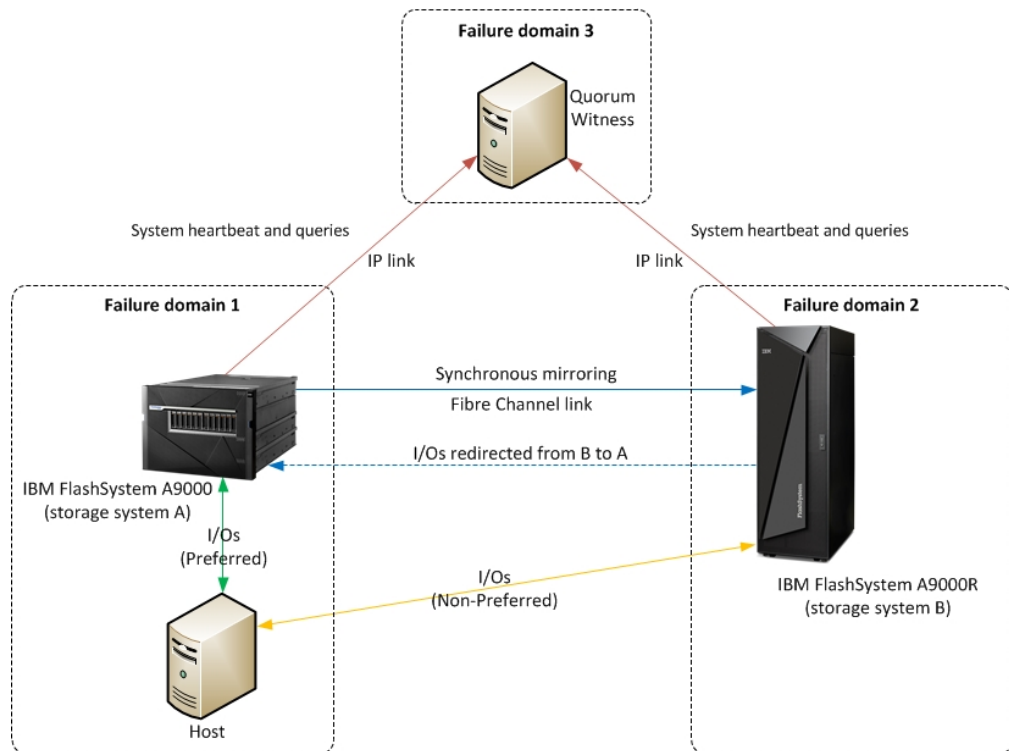 Failure domain 3
Quorum
Witness
System heartbeat and queries
System heartbeat and queries
IP link
IP link
Failure domain 1
Failure domain 2
IBM
Synchronous mirroring
Fibre Channel link
I/Os redirected from B to A
IBM FlashSystem A9000
(storage system A)
FlashSystem
I/Os
(Preferred)
I/Os
(Non-Preferred)
IBM FlashSystem A9000R
(storage system B)
Host